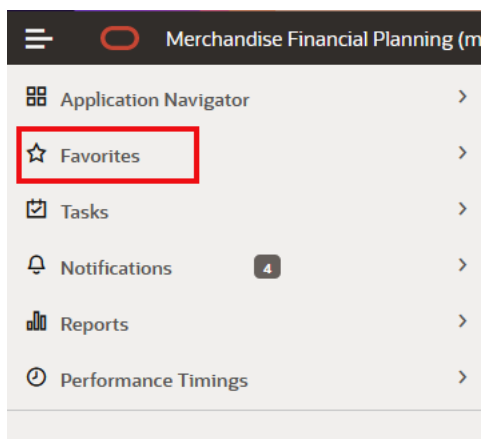 Merchandise Financial Planning (m
Application Navigator
Favorites
Tasks
Notifications 4
Reports
Performance Timings